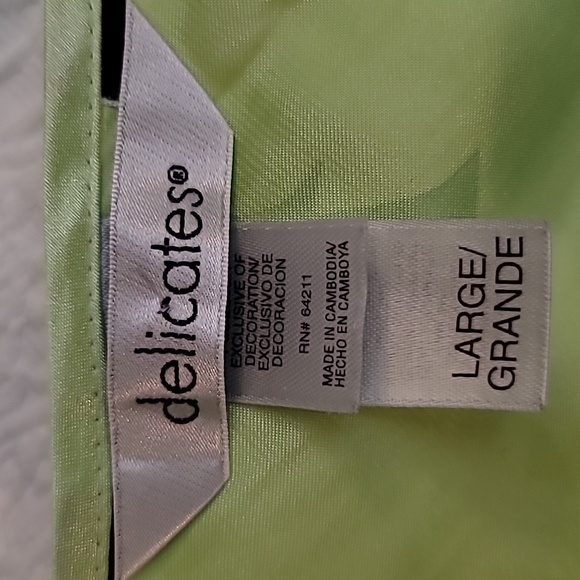 delicates®
EXCLUSIVE OF
DECORATION/
EXCLUSIVO DE
DECORACION
RN# 64211
MADE IN CAMBODIA/
HECHO EN CAMBOYA
LARGE/
GRANDE